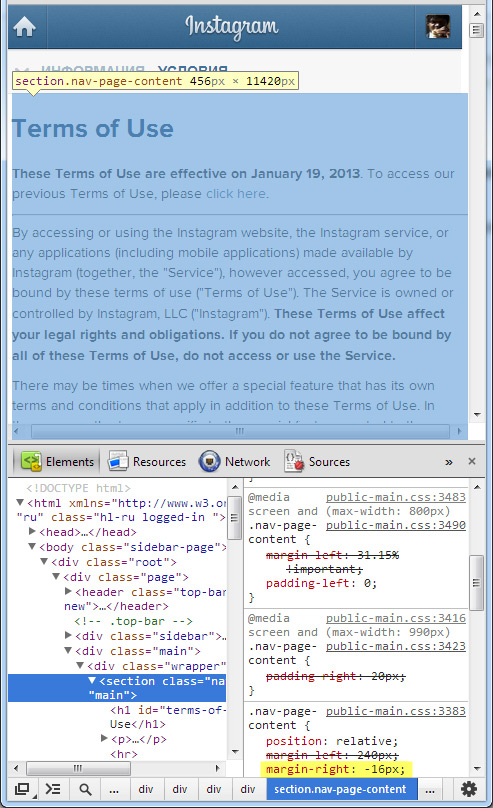 Instagram
ИНФОРМАЦИЯ УСЛОВИЯ
section.nav-page-content 456px × 11420px
Terms of Use
These Terms of Use are effective on January 19, 2013. To access our
previous Terms of Use, please click here.
By accessing or using the Instagram website, the Instagram service, or
any applications (including mobile applications) made available by
Instagram (together, the "Service"), however accessed, you agree to be
bound by these terms of use ("Terms of Use"). The Service is owned or
controlled by Instagram, LLC ("Instagram"). These Terms of Use affect
your legal rights and obligations. If you do not agree to be bound by
all of these Terms of Use, do not access or use the Service.
There may be times when we offer a special feature that has its own
terms and conditions that apply in addition to these Terms of Use. In
Elements Resources Network Sources » ×
<!DOCTYPE html>
<html xmlns="http://www.w3.or
"ru" class="hl-ru logged-in ">
<head>…</head>
<body class="sidebar-page">
<div class="root">
<div class="page">
<header class="top-bar
new">…</header>
<!-- .top-bar -->
<div class="sidebar">…
<div class="main">
<div class="wrapper"
<section class="na
"main">
<h1 id="terms-of-
Use</h1>
<p>…</p>
<hr>
}
@media public-main.css:3483
screen and (max-width: 800px)
.nav-page- public-main.css:3490
content {
margin-left: 31.15%
!important;
padding-left: 0;
}
@media public-main.css:3416
screen and (max-width: 990px)
.nav-page- public-main.css:3423
content {
padding-right: 20px;
}
.nav-page- public-main.css:3383
content {
position: relative;
margin-left: 240px;
margin-right: -16px;
... div div div section.nav-page-content ...